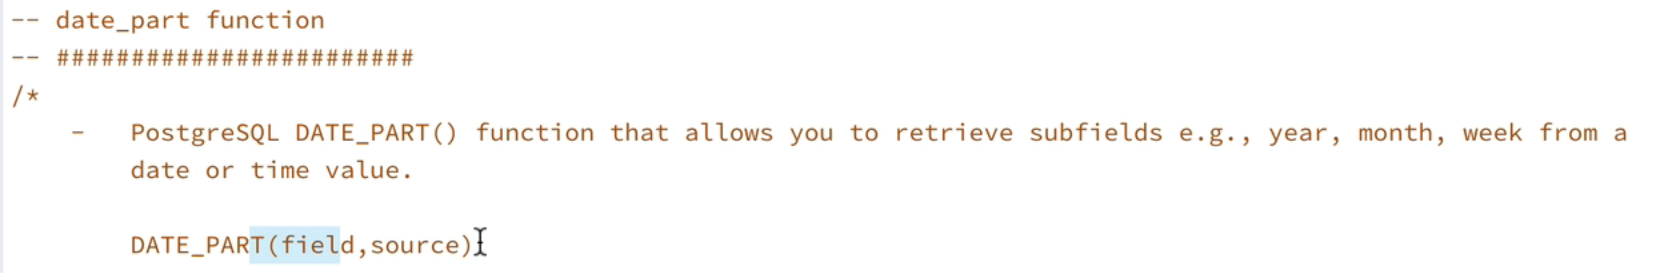 -- date_part function
-- ########################
/*
- PostgreSQL DATE_PART() function that allows you to retrieve subfields e.g., year, month, week from a
date or time value.
DATE_PART(field,source)